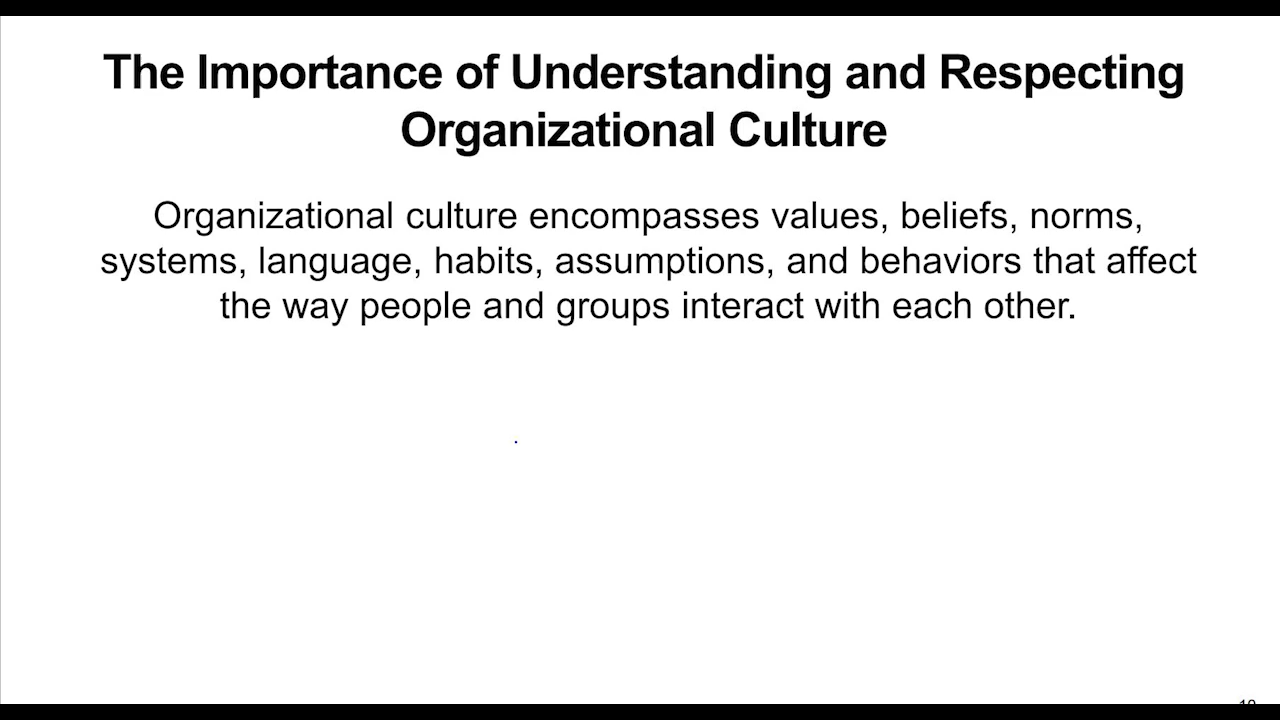 The Importance of Understanding and Respecting
Organizational Culture
Organizational culture encompasses values, beliefs, norms,
systems, language, habits, assumptions, and behaviors that affect
the way people and groups interact with each other.